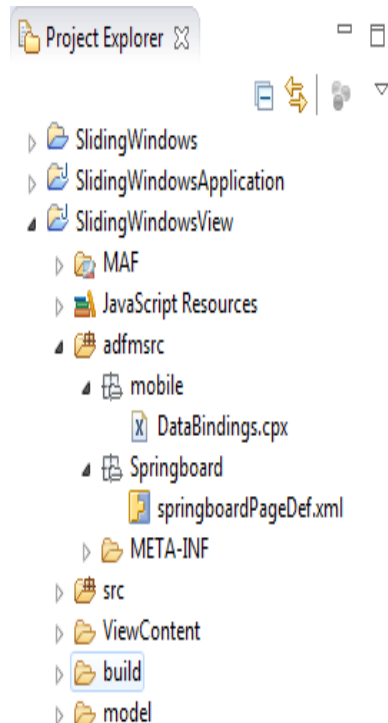 Project Explorer
SlidingWindows
SlidingWindowsApplication
SlidingWindowsView
MAF
JavaScript Resources
adfmsrc
mobile
DataBindings.cpx
Springboard
springboardPageDef.xml
META-INF
src
ViewContent
build
model